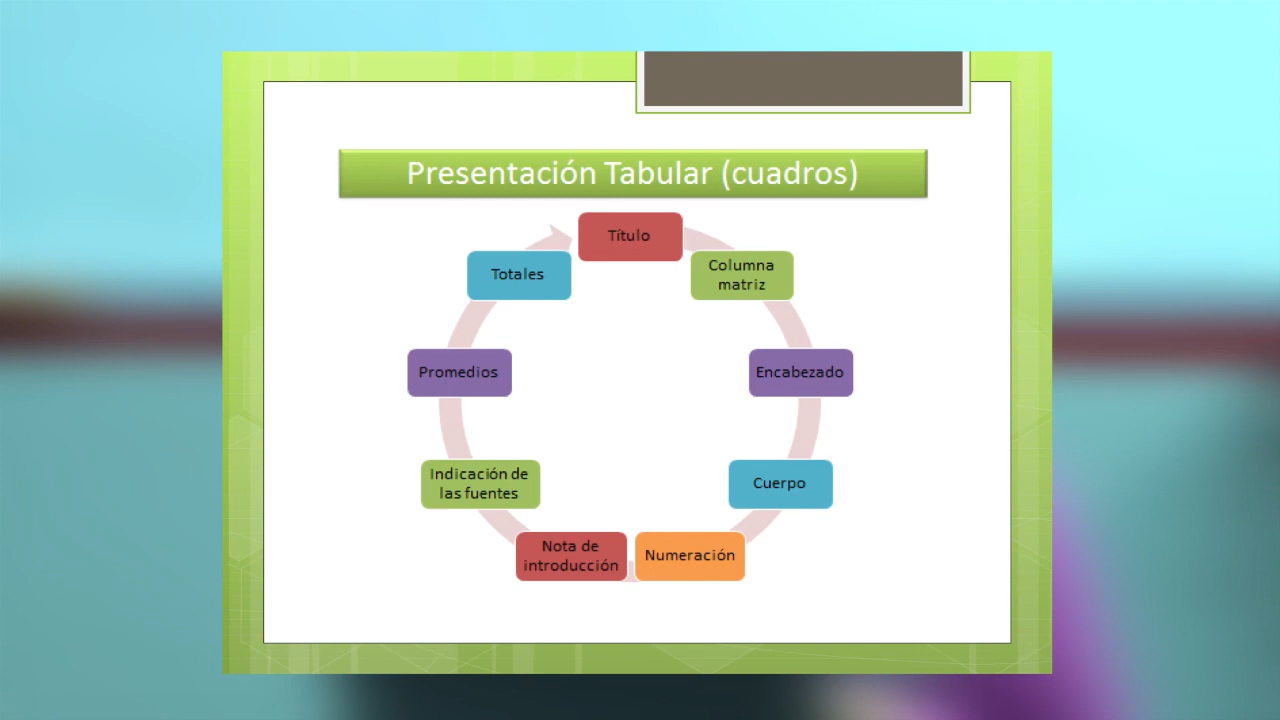 Presentación Tabular (cuadros)
Título
Columna
matriz
Encabezado
Cuerpo
Numeración
Nota de
introducción
Indicación de
las fuentes
Promedios
Totales